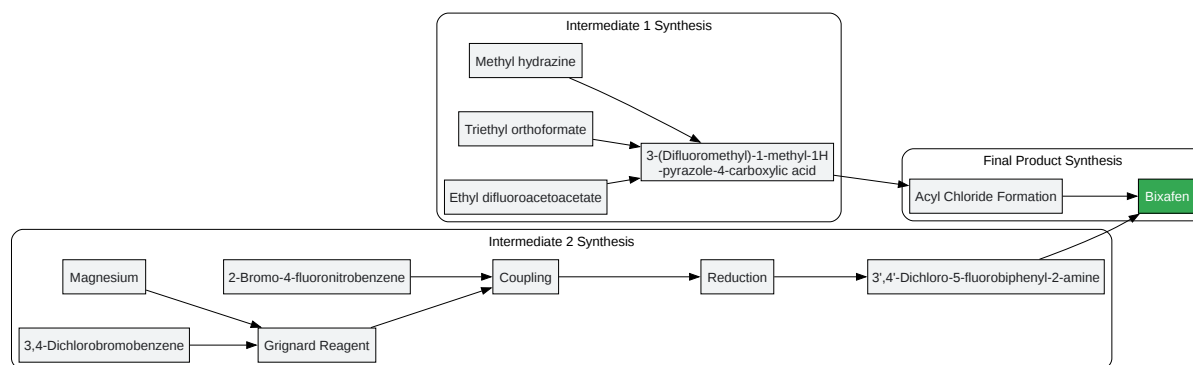 Intermediate 1 Synthesis
Methyl hydrazine
Triethyl orthoformate
3-(Difluoromethyl)-1-methyl-1H
-pyrazole-4-carboxylic acid
Ethyl difluoroacetoacetate
Final Product Synthesis
Acyl Chloride Formation
Bixafen
Intermediate 2 Synthesis
Magnesium
2-Bromo-4-fluoronitrobenzene
Coupling
Reduction
3',4'-Dichloro-5-fluorobiphenyl-2-amine
3,4-Dichlorobromobenzene
Grignard Reagent